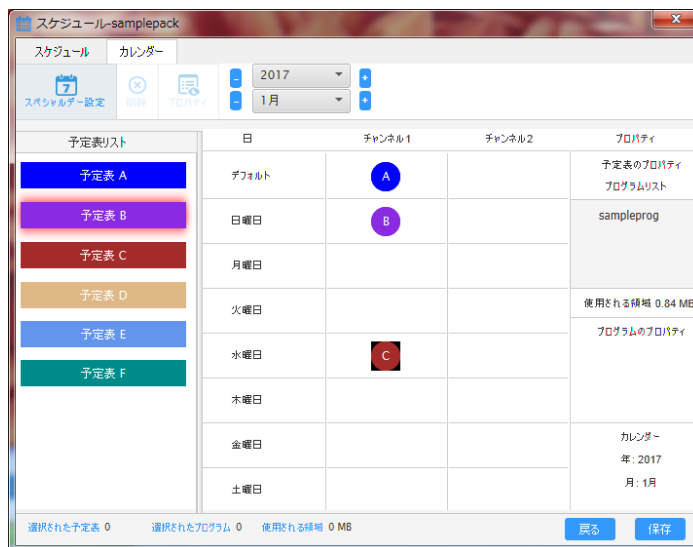 スケジュール-samplepack
スケジュール カレンダー
スペシャルデー設定 削除 プロパティ
2017
1月
予定表リスト 日 チャンネル1 チャンネル2 プロパティ
予定表 A デフォルト A 予定表のプロパティ
プログラムリスト
予定表 B 日曜日 B sampleprog
予定表 C 月曜日
予定表 D 火曜日 使用される領域 0.84 MB
予定表 E プログラムのプロパティ
水曜日 C
予定表 F
木曜日
金曜日 カレンダー
年: 2017
土曜日 月: 1月
選択された予定表 0 選択されたプログラム 0 使用される領域 0 MB 戻る 保存